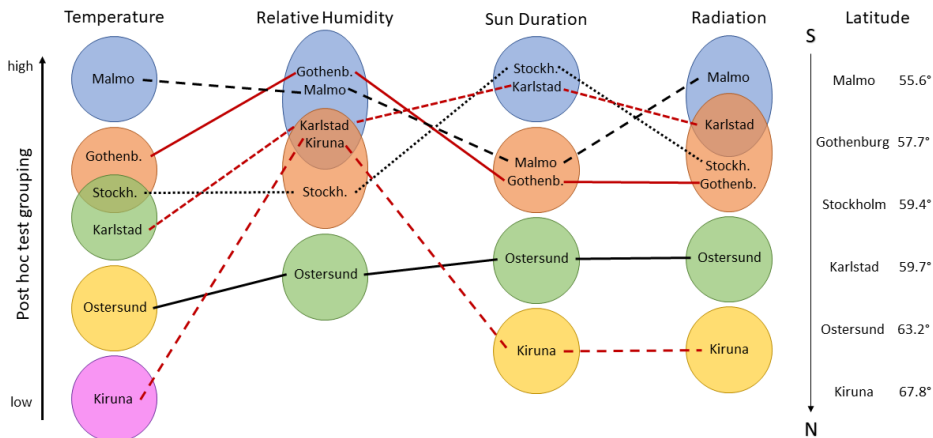 Temperature
Relative Humidity
Sun Duration
Radiation
Latitude
Post hoc test grouping
high
low
Malmo
Gothenb.
Stockh.
Karlstad
Ostersund
Kiruna
Gothenb.
Malmo
Karlstad
Kiruna
Stockh.
Ostersund
Stockh.
Karlstad
Malmo
Gothenb.
Ostersund
Kiruna
Malmo
Karlstad
Stockh.
Gothenb.
Ostersund
Kiruna
S
Malmo 55.6°
Gothenburg 57.7°
Stockholm 59.4°
Karlstad 59.7°
Ostersund 63.2°
Kiruna 67.8°
N